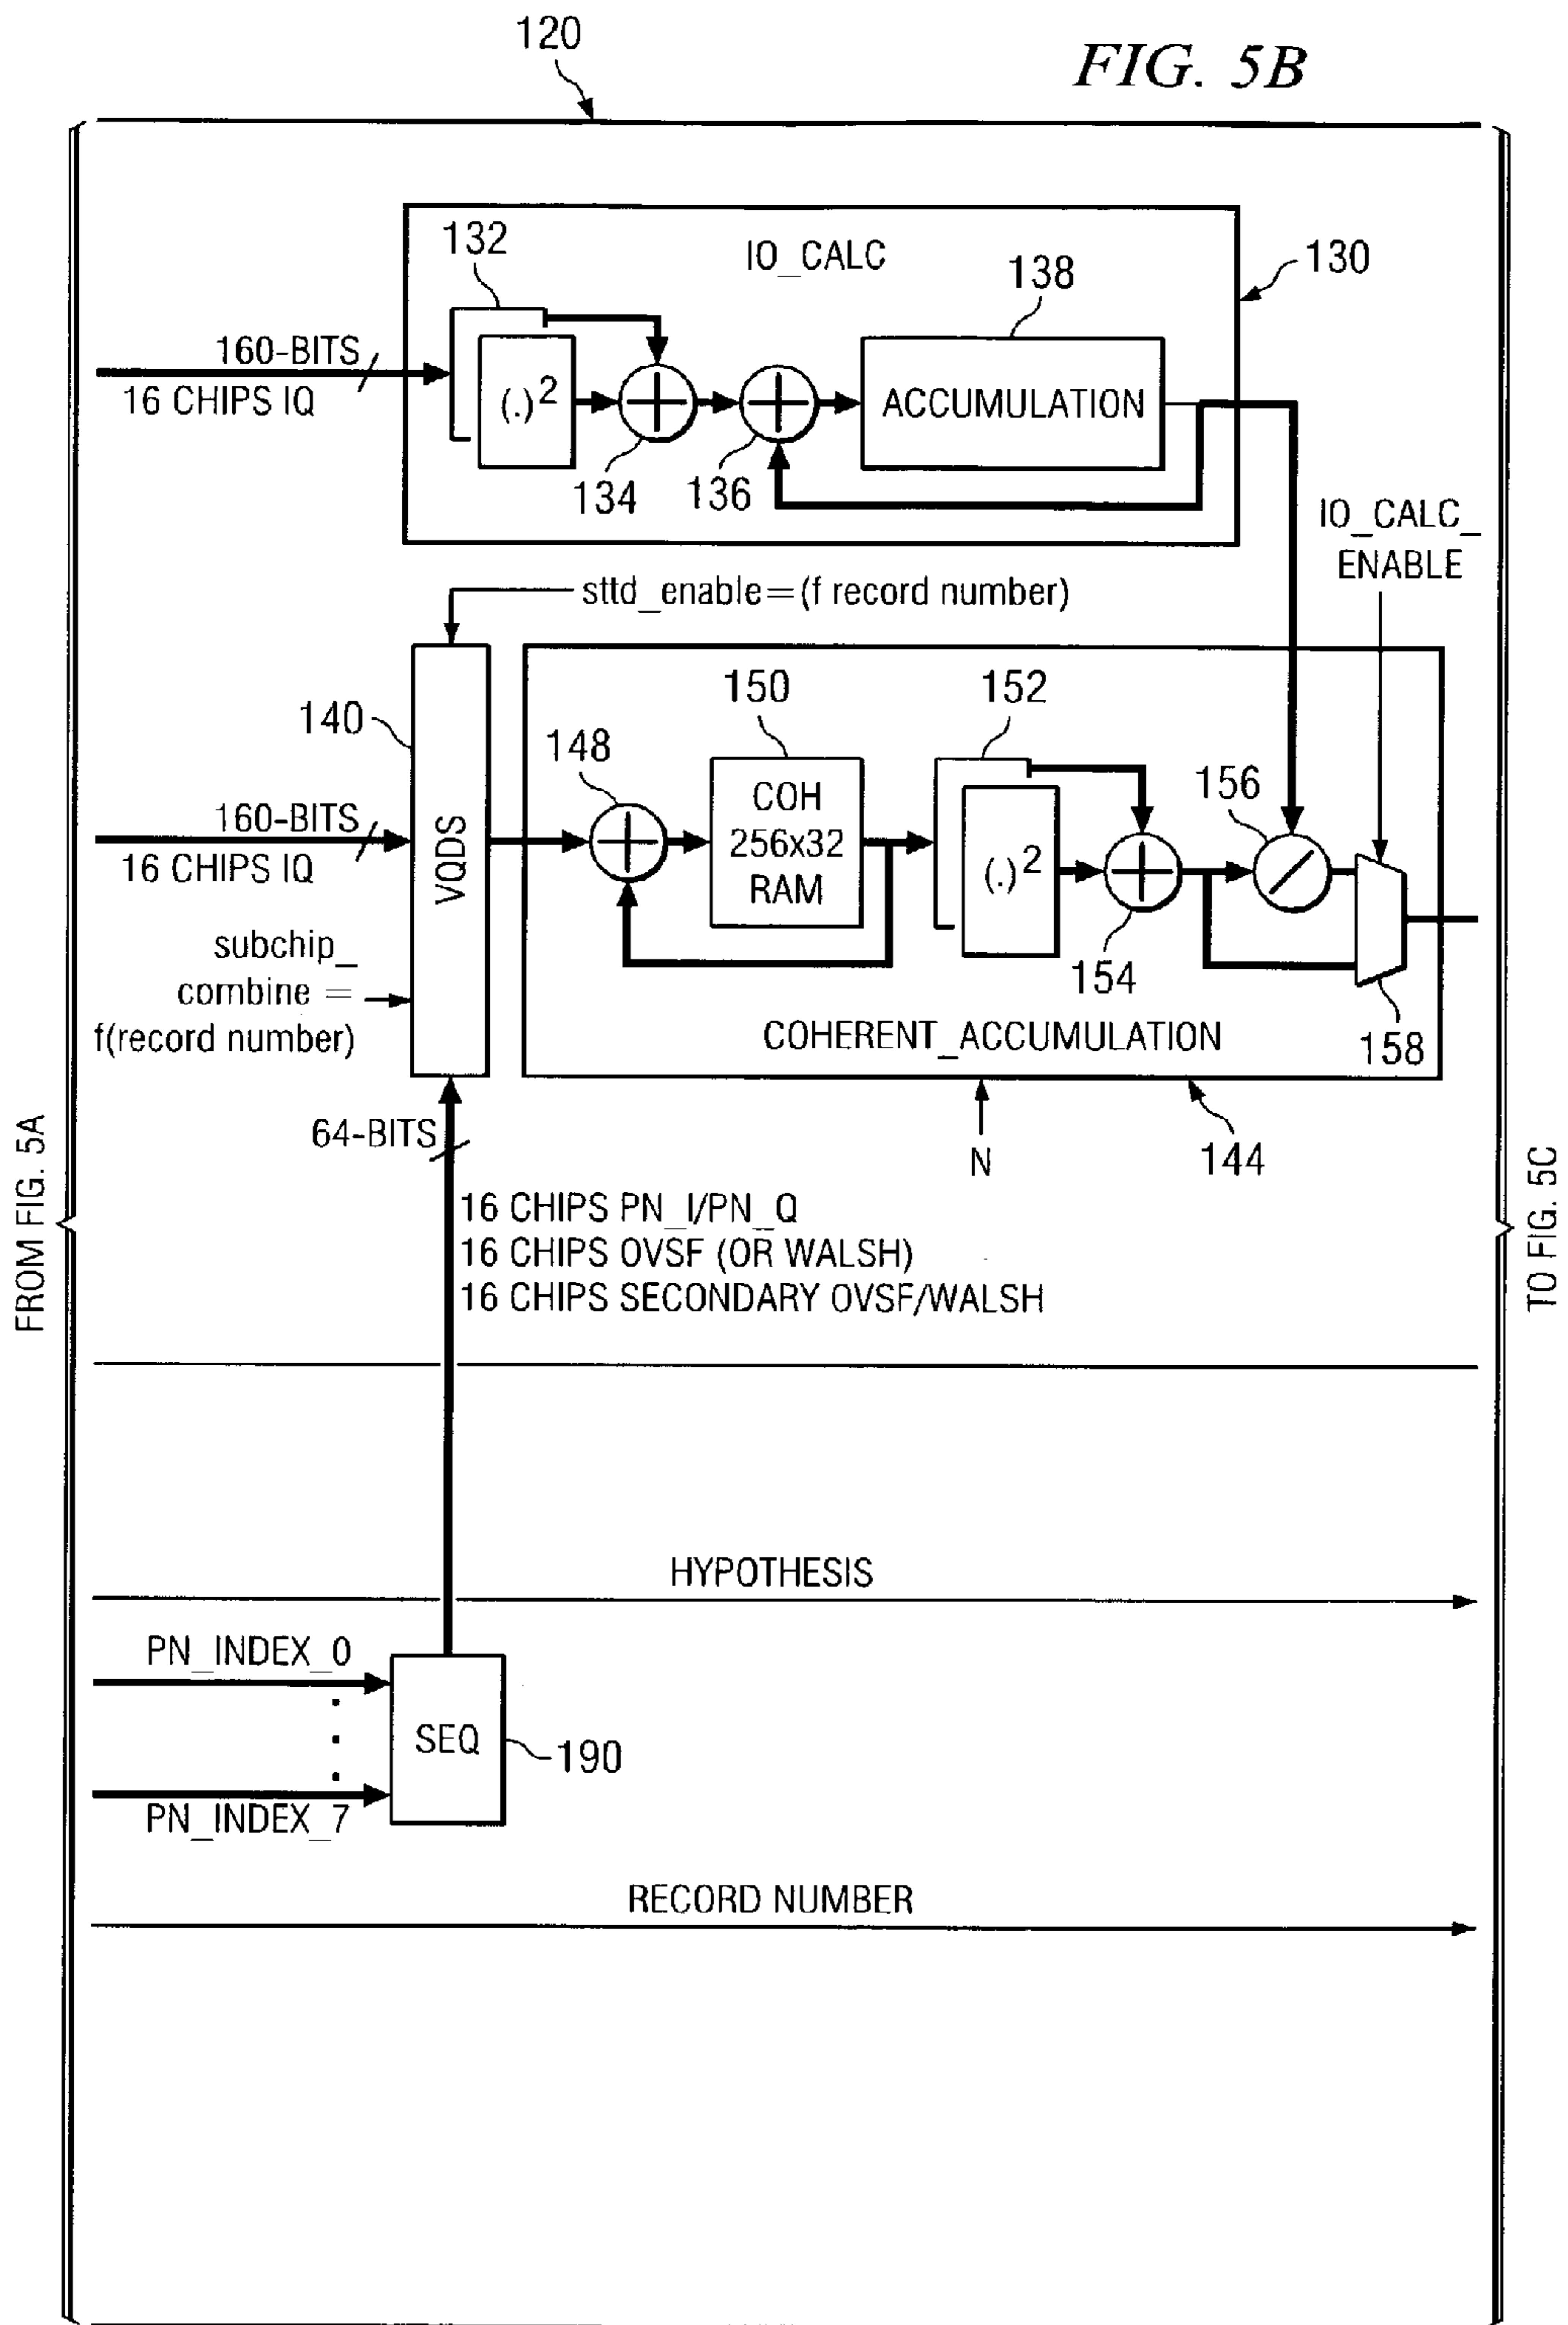 120
FIG. 5B
132
IO_CALC
138
130
160-BITS
16 CHIPS IQ
(.)2
ACCUMULATION
134
136
IO_CALC_
ENABLE
sttd_enable=(f record number)
140
148
150
152
156
160-BITS
16 CHIPS IQ
VQDS
COH
256x32
RAM
(.)2
154
subchip_
combine =
f(record number)
COHERENT_ACCUMULATION
158
64-BITS
N
144
16 CHIPS PN_I/PN_Q
16 CHIPS OVSF (OR WALSH)
16 CHIPS SECONDARY OVSF/WALSH
FROM FIG. 5A
TO FIG. 5C
HYPOTHESIS
PN_INDEX_0
SEQ
190
PN_INDEX_7
RECORD NUMBER